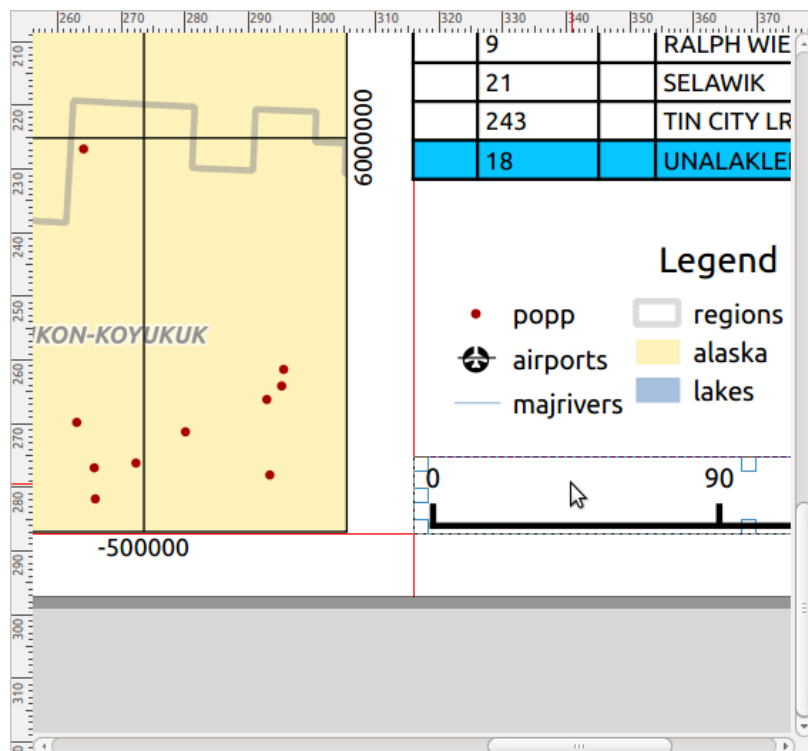 260 270 280 290 300 310 320 330 340 350 360 370
210
220
230
240
250
260
270
280
290
300
310
9 RALPH WIE
21 SELAWIK
243 TIN CITY LR
18 UNALAKLE
6000000
KON-KOYUKUK
-500000
Legend
popp
airports
majrivers
regions
alaska
lakes
0 90